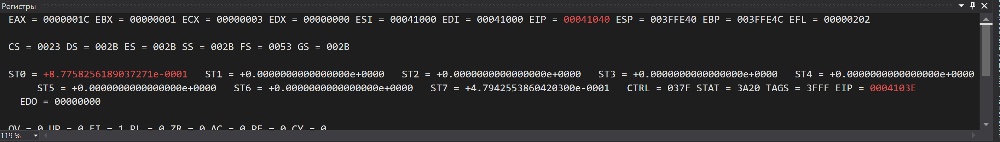 Регистры
EAX = 0000001C EBX = 00000001 ECX = 00000003 EDX = 00000000 ESI = 00041000 EDI = 00041000 EIP = 00041040 ESP = 003FFE40 EBP = 003FFE4C EFL = 00000202
CS = 0023 DS = 002B ES = 002B SS = 002B FS = 0053 GS = 002B
ST0 = +8.7758256189037271e-0001 ST1 = +0.0000000000000000e+0000 ST2 = +0.0000000000000000e+0000 ST3 = +0.0000000000000000e+0000 ST4 = +0.0000000000000000e+0000
ST5 = +0.0000000000000000e+0000 ST6 = +0.0000000000000000e+0000 ST7 = +4.7942553860420300e-0001 CTRL = 037F STAT = 3A20 TAGS = 3FFF EIP = 0004103E
EDO = 00000000
OV = 0 UP = 0 EI = 1 PL = 0 ZR = 0 AC = 0 PE = 0 CY = 0
119 %